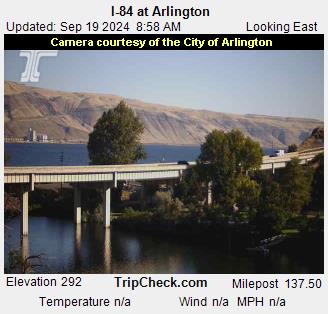 I-84 at Arlington
Updated: Sep 19 2024 8:58 AM Looking East
Camera courtesy of the City of Arlington
Elevation 292 TripCheck.com Milepost 137.50
Temperature n/a Wind n/a MPH n/a